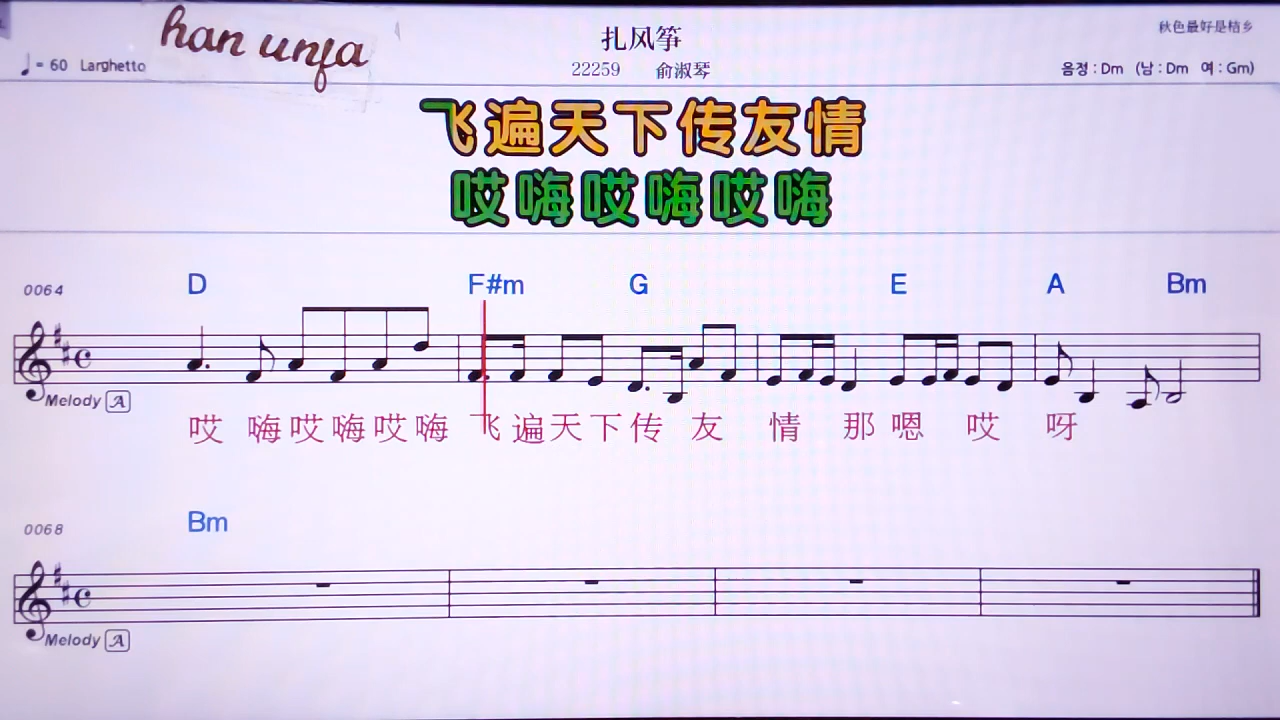 han unfa
扎风筝
秋色最好是桔乡
♩= 60 Larghetto
22259 俞淑琴
음정 : Dm (남 : Dm 여 : Gm)
飞遍天下传友情
哎嗨哎嗨哎嗨
0064 D F#m G E A Bm
Melody A
哎 嗨 哎 嗨 哎 嗨 飞 遍 天 下 传 友 情 那 嗯 哎 呀
0068 Bm
Melody A